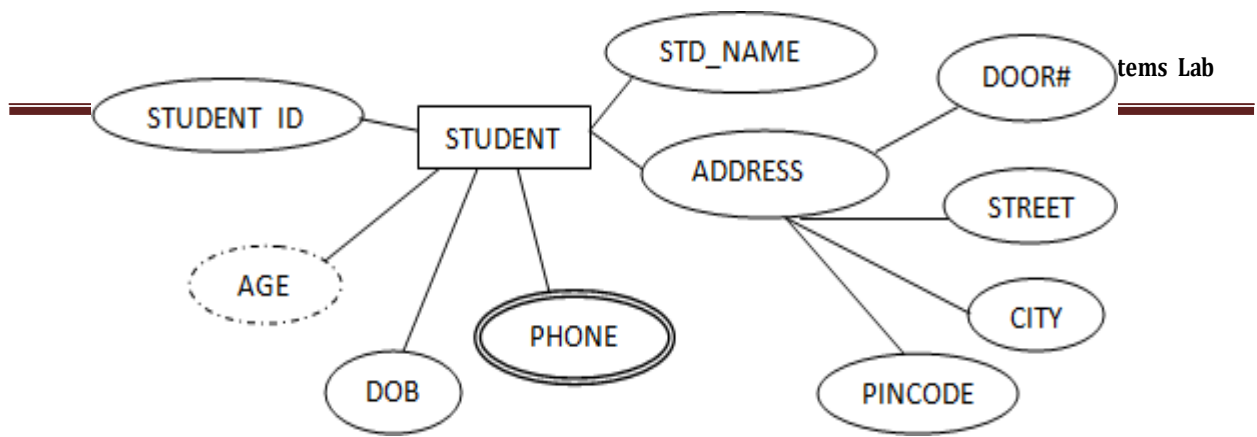 STD_NAME
DOOR#
tems Lab
STUDENT ID
STUDENT
ADDRESS
STREET
AGE
PHONE
CITY
DOB
PINCODE